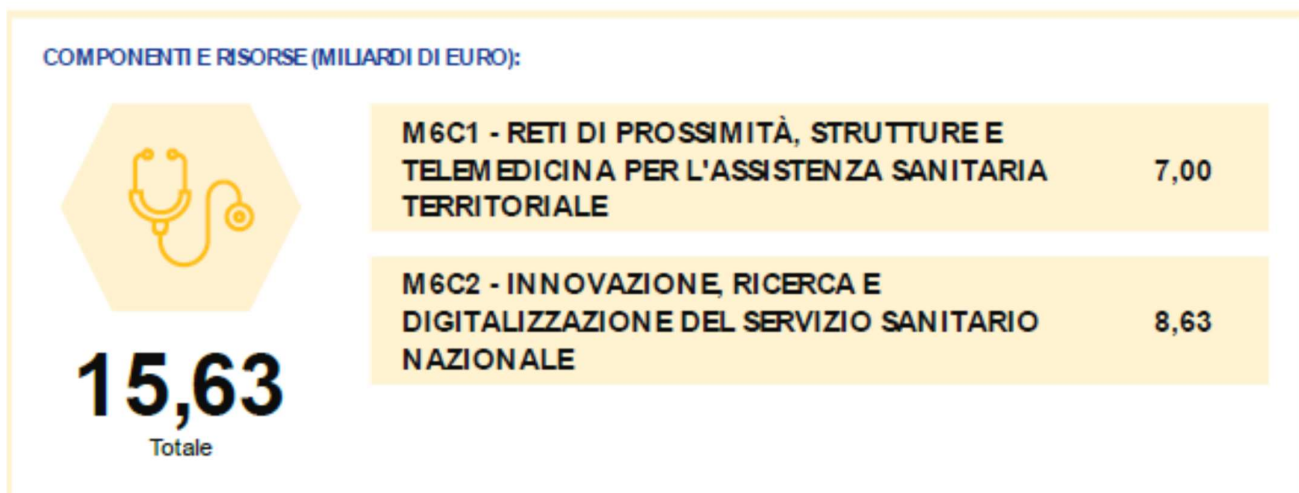 COMPONENTI E RISORSE (MILIARDI DI EURO):
M6C1 - RETI DI PROSSIMITÀ, STRUTTURE E
TELEMEDICINA PER L'ASSISTENZA SANITARIA
TERRITORIALE
7,00
M6C2 - INNOVAZIONE, RICERCA E
DIGITALIZZAZIONE DEL SERVIZIO SANITARIO
NAZIONALE
8,63
15,63
Totale